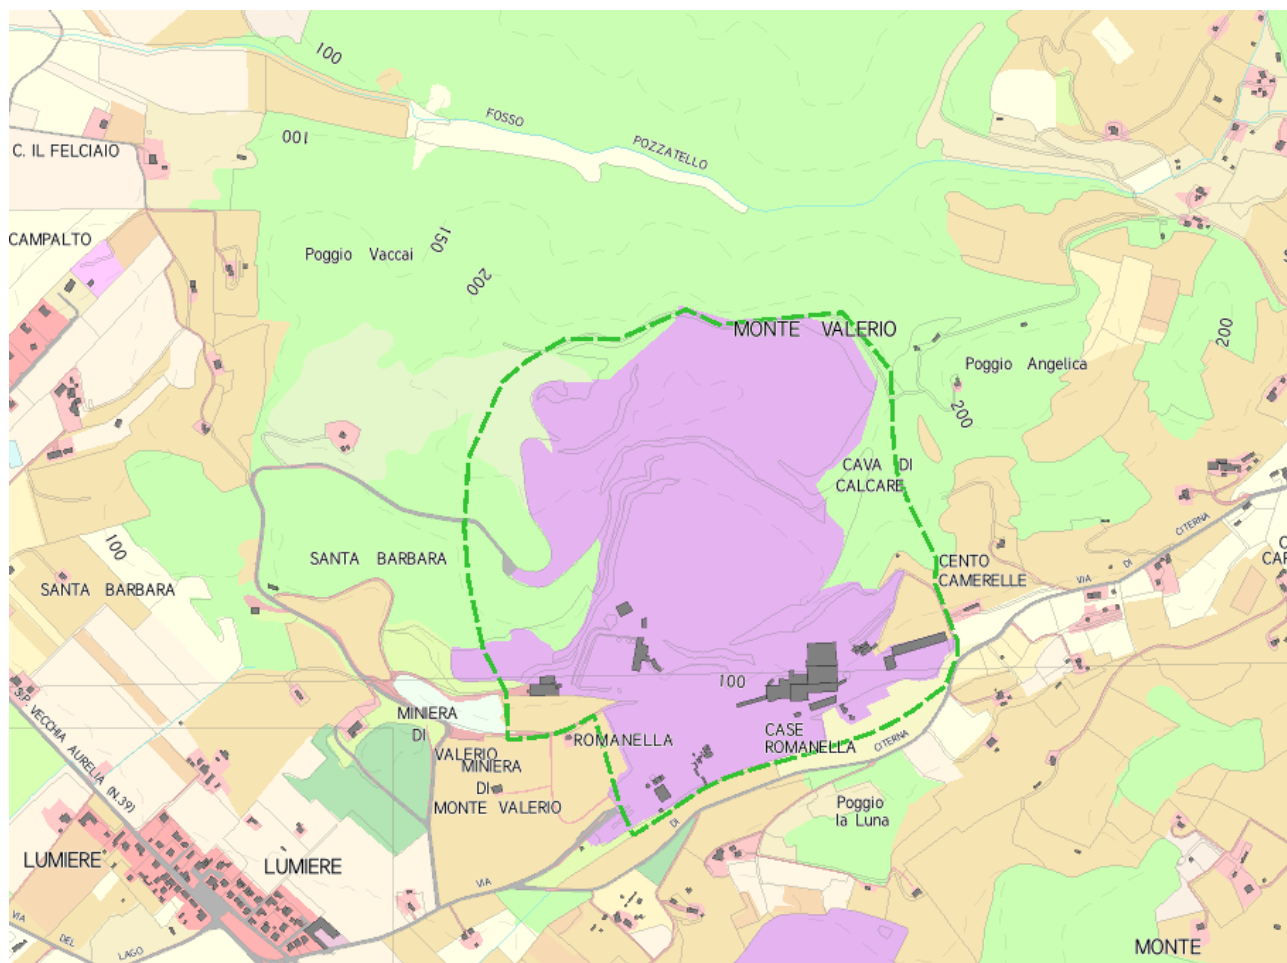 100
FOSSO
100
POZZATELLO
C. IL FELCIAIO
CAMPALTO
150
Poggio Vaccai
200
MONTE VALERIO
200
Poggio Angelica
200
CAVA DI
CALCARE
CITERNA
DI
VIA
100
SANTA BARBARA
CENTO
CAMERELLE
SANTA BARBARA
100
S.P. VECCHIA AURELIA (N.39)
MINIERA
DI
VALERIO
CASE
ROMANELLA
ROMANELLA
CITERNA
MINIERA
DI
MONTE VALERIO
DI
Poggio
la Luna
LUMIERE
LUMIERE
VIA
VIA
DEL
LAGO
MONTE